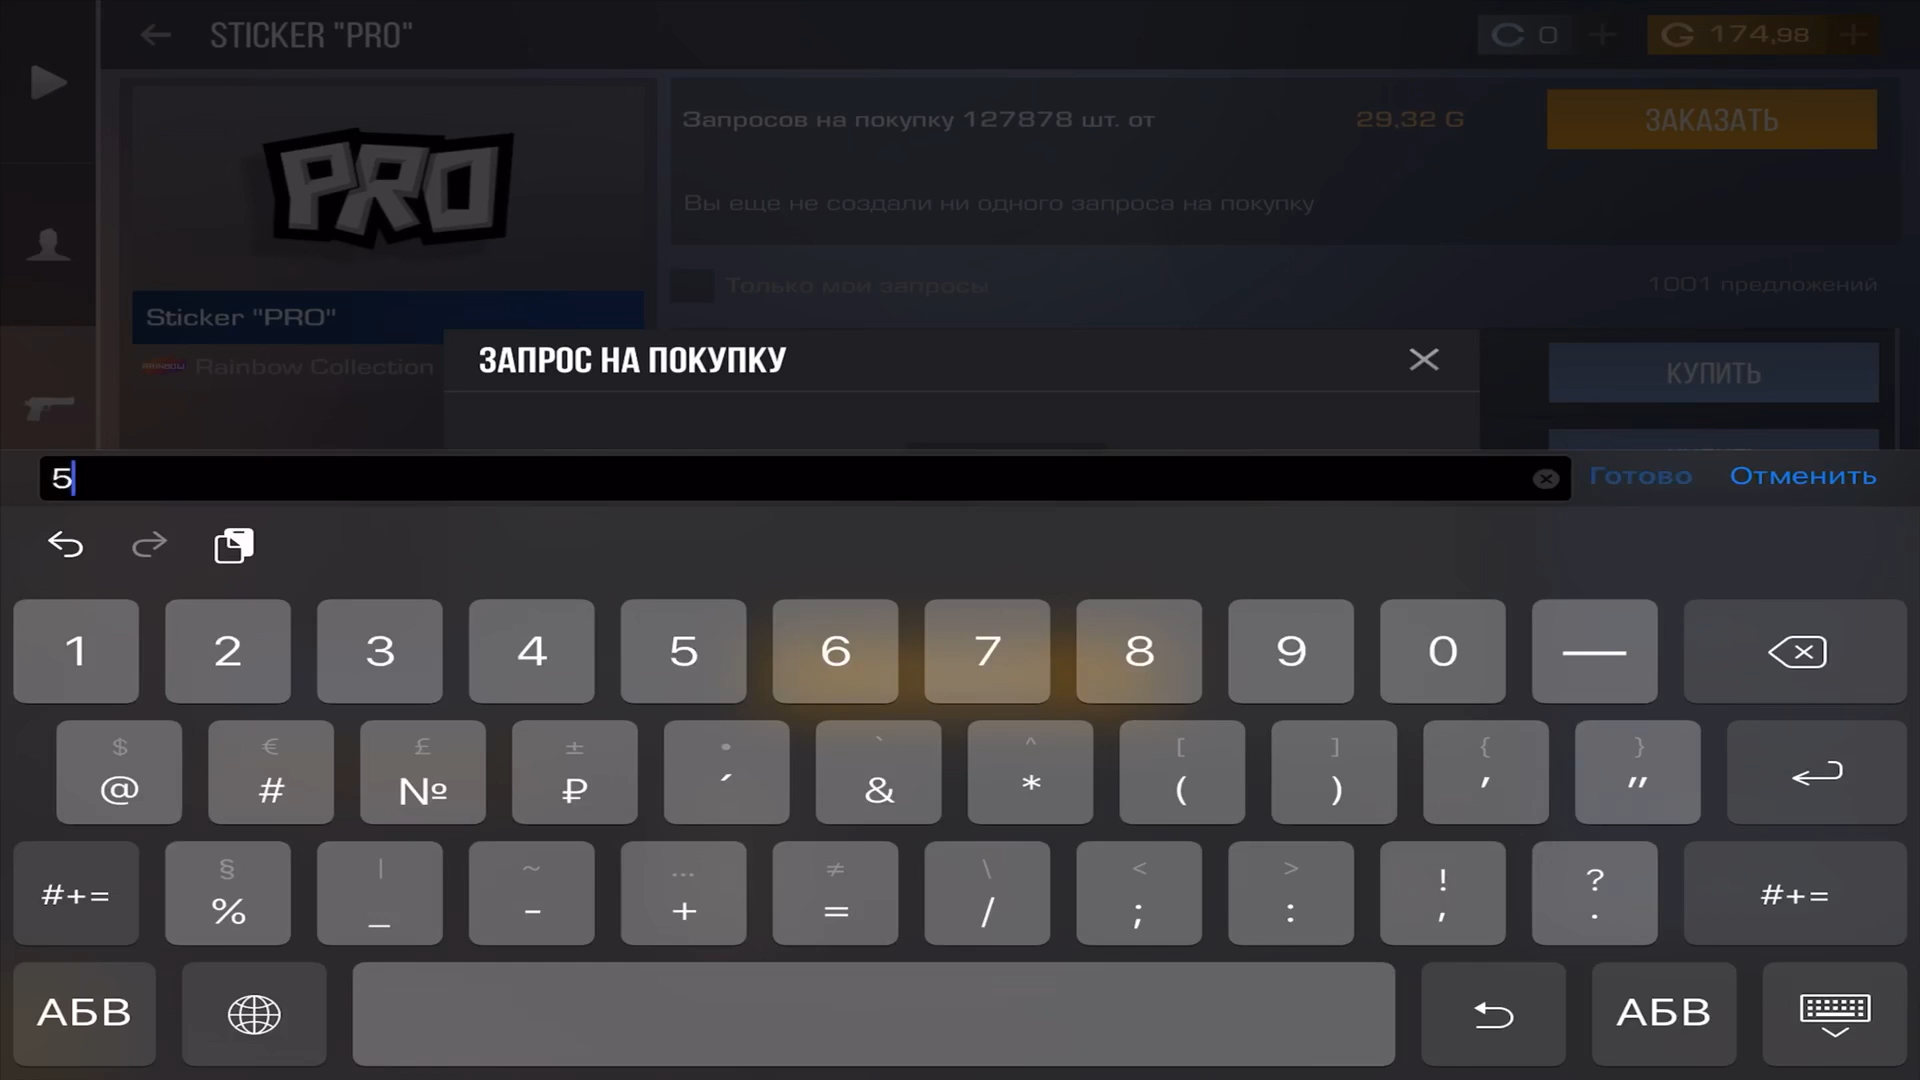 STICKER "PRO"
0
174,98
PRO
Запросов на покупку 127878 шт. от
29,32 G
ЗАКАЗАТЬ
Вы еще не создали ни одного запроса на покупку
Только мои запросы
1001 предложений
Sticker "PRO"
Rainbow Collection
ЗАПРОС НА ПОКУПКУ
КУПИТЬ
5
Готово
Отменить
1 2 3 4 5 6 7 8 9 0 —
$ € £ ± • ` ^ [ ] { }
@ # № ₽ ´ & * ( ) ' "
§ | ~ … ≠ \ < > ! ?
#+= % _ - + = / ; : , . #+=
АБВ
АБВ